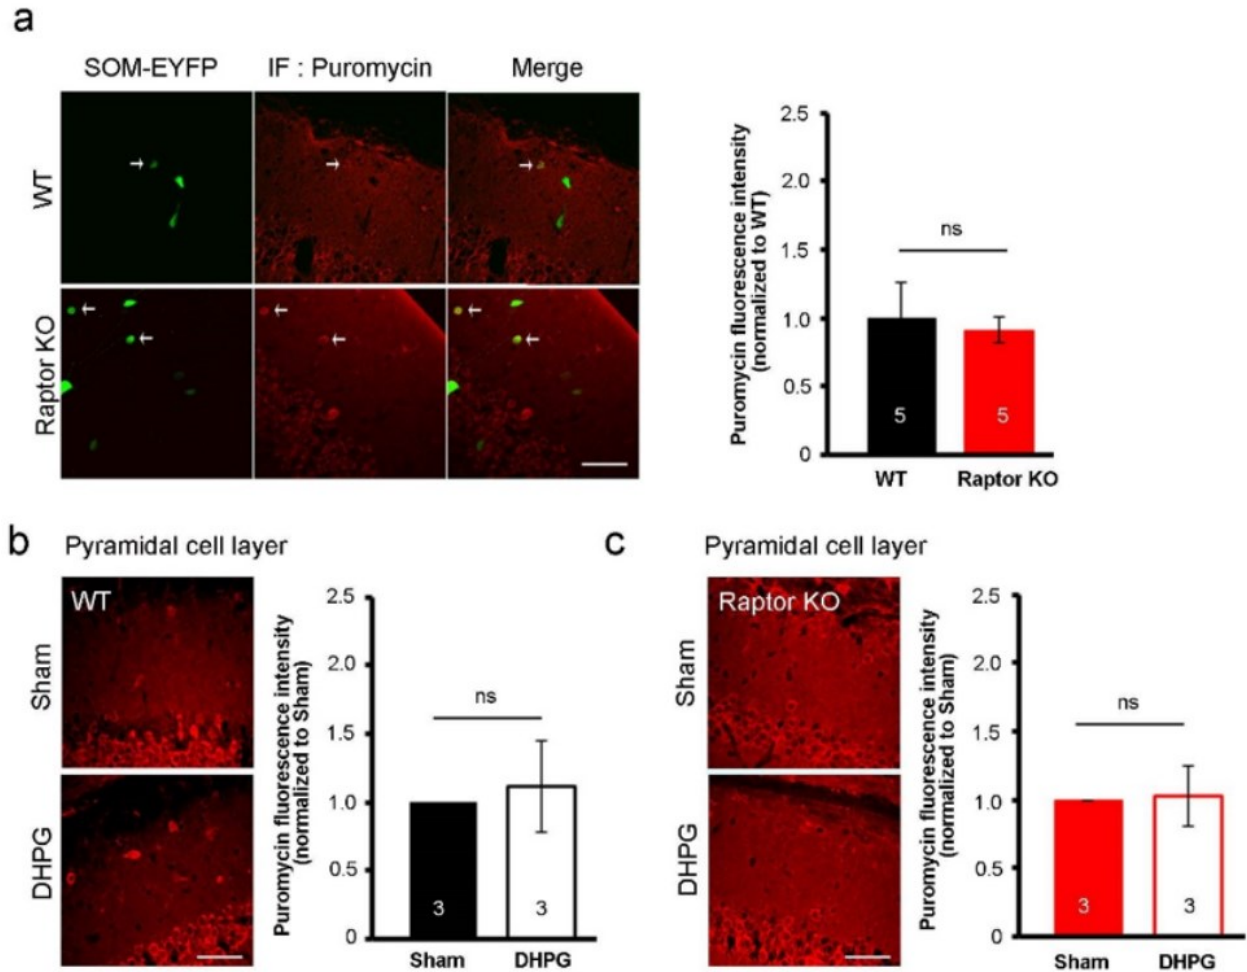 a
SOM-EYFP IF : Puromycin Merge
WT
Raptor KO
Puromycin fluorescence intensity
(normalized to WT)
2.5
2.0
1.5
1.0
0.5
0
ns
5 5
WT Raptor KO
b Pyramidal cell layer
WT
Sham
DHPG
Puromycin fluorescence intensity
(normalized to Sham)
2.5
2.0
1.5
1.0
0.5
0
ns
3 3
Sham DHPG
c Pyramidal cell layer
Raptor KO
Sham
DHPG
Puromycin fluorescence intensity
(normalized to Sham)
2.5
2.0
1.5
1.0
0.5
0
ns
3 3
Sham DHPG